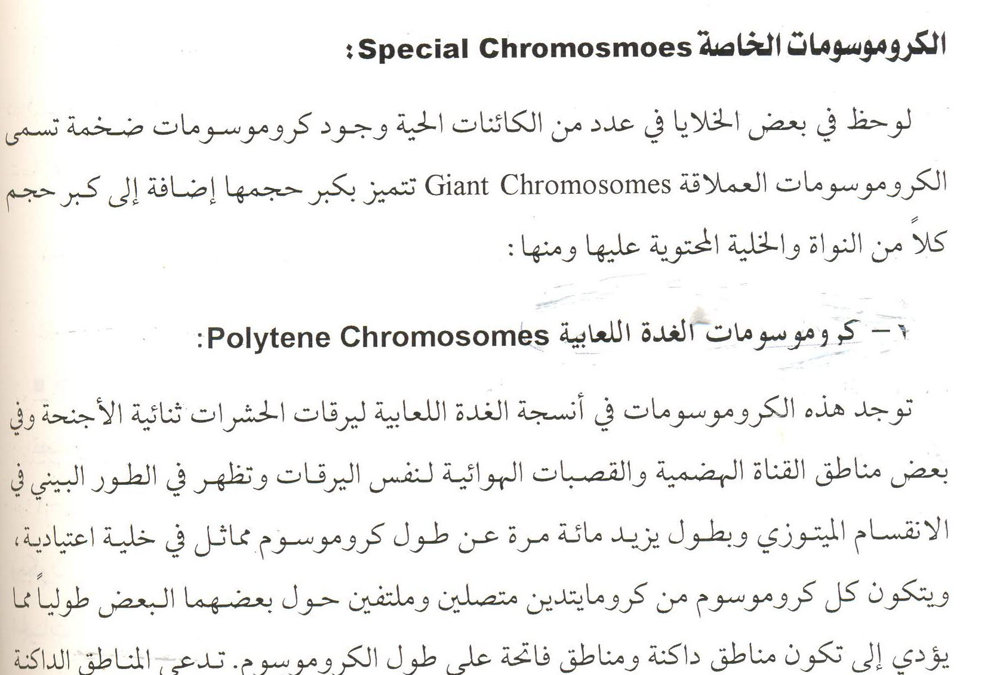 الكروموسومات الخاصة Special Chromosmoes:
لوحظ في بعض الخلايا في عدد من الكائنات الحية وجود كروموسومات ضخمة تسمى
الكروموسومات العملاقة Giant Chromosomes تتميز بكبر حجمها إضافة إلى كبر حجم
كلاً من النواة والخلية المحتوية عليها ومنها:
١- كروموسومات الغدة اللعابية Polytene Chromosomes:
توجد هذه الكروموسومات في أنسجة الغدة اللعابية ليرقات الحشرات ثنائية الأجنحة وفي
بعض مناطق القناة الهضمية والقصبات الهوائية لنفس اليرقات وتظهر في الطور البيني في
الانقسام الميتوزي وبطول يزيد مائة مرة عن طول كروموسوم مماثل في خلية اعتيادية،
ويتكون كل كروموسوم من كرومايتدين متصلين وملتفين حول بعضهما البعض طولياً مما
يؤدي إلى تكون مناطق داكنة ومناطق فاتحة على طول الكروموسوم. تدعى المناطق الداكنة